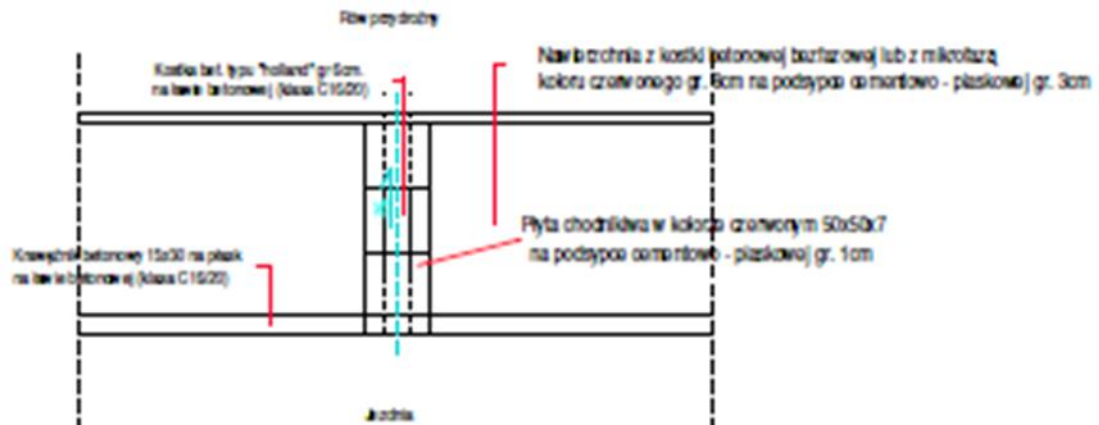 Rów przydrożny
Kostka bet. typu "holland" gr 6cm.
na ławie betonowej (klasa C16/20)
Nawierzchnia z kostki betonowej bezfazowej lub z mikrofazą
koloru czerwonego gr. 8cm na podsypce cementowo - piaskowej gr. 3cm
Płyta chodnikowa w kolorze czerwonym 50x50x7
na podsypce cementowo - piaskowej gr. 1cm
Krawężnik betonowy 15x30 na płask
na ławie betonowej (klasa C16/20)
Jezdnia